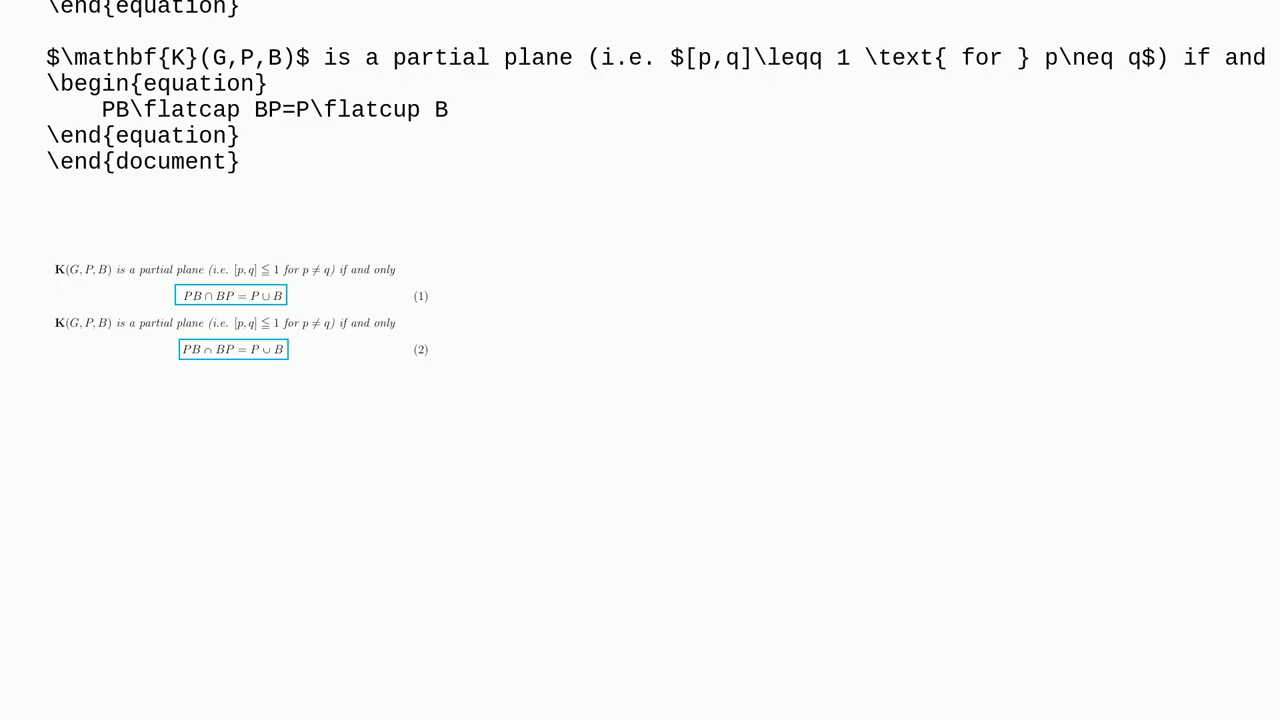 \end{equation}
$\mathbf{K}(G,P,B)$ is a partial plane (i.e. $[p,q]\leqq 1 \text{ for } p\neq q$) if and
\begin{equation}
    PB\flatcap BP=P\flatcup B
\end{equation}
\end{document}
K(G, P, B) is a partial plane (i.e. [p, q] ≦ 1 for p ≠ q) if and only
PB ∩ BP = P ∪ B (1)
K(G, P, B) is a partial plane (i.e. [p, q] ≦ 1 for p ≠ q) if and only
PB ∩ BP = P ∪ B (2)